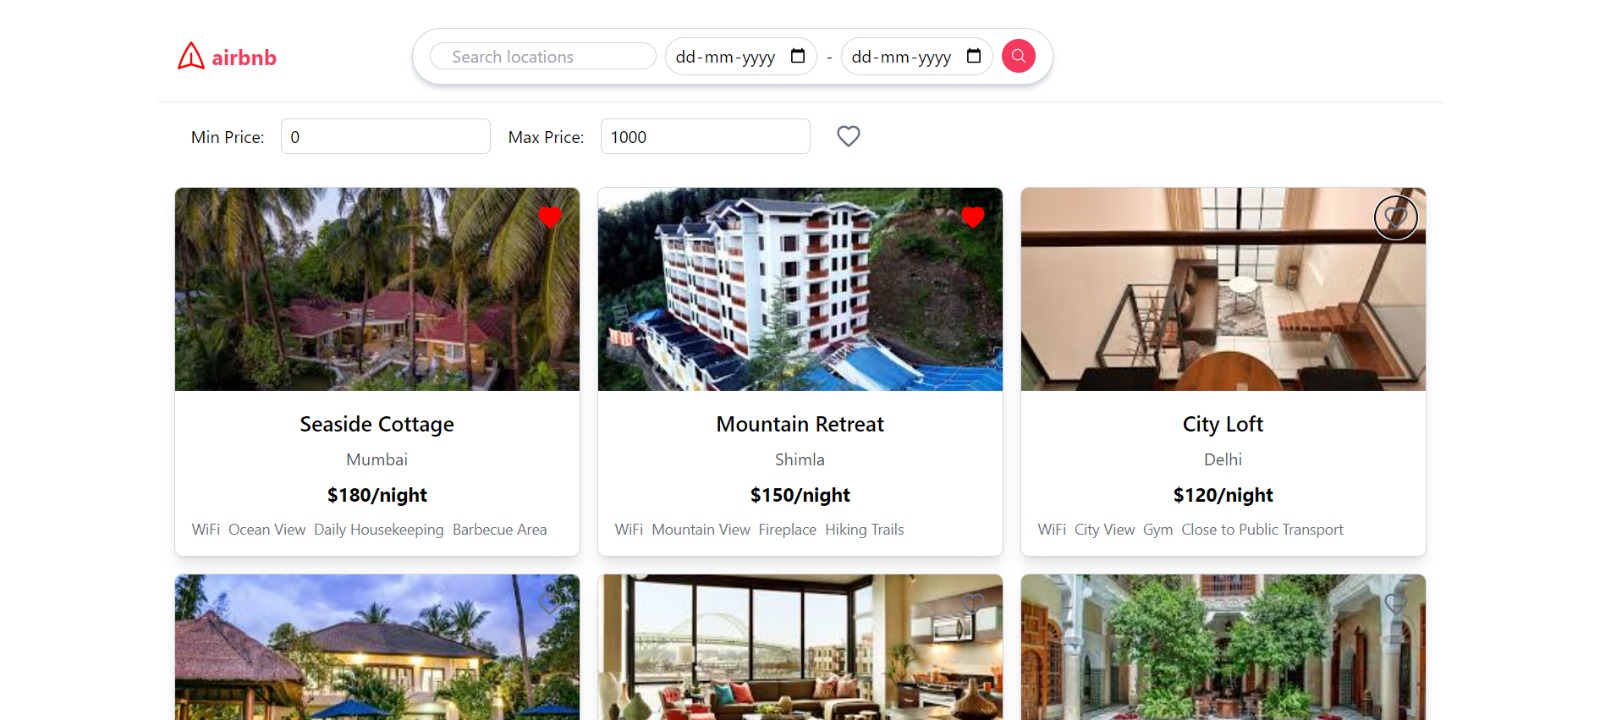 airbnb
Search locations dd-mm-yyyy - dd-mm-yyyy
Min Price: 0 Max Price: 1000
Seaside Cottage
Mumbai
$180/night
WiFi Ocean View Daily Housekeeping Barbecue Area
Mountain Retreat
Shimla
$150/night
WiFi Mountain View Fireplace Hiking Trails
City Loft
Delhi
$120/night
WiFi City View Gym Close to Public Transport